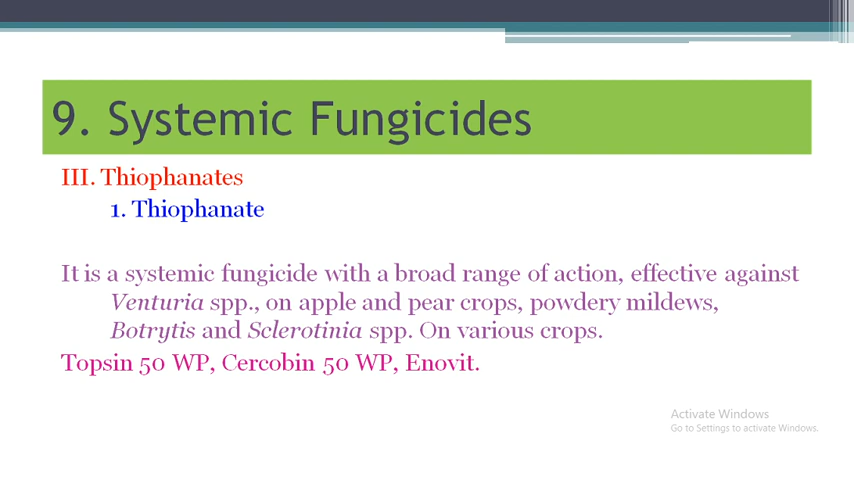 9. Systemic Fungicides
III. Thiophanates
1. Thiophanate
It is a systemic fungicide with a broad range of action, effective against
Venturia spp., on apple and pear crops, powdery mildews,
Botrytis and Sclerotinia spp. On various crops.
Topsin 50 WP, Cercobin 50 WP, Enovit.
Activate Windows
Go to Settings to activate Windows.